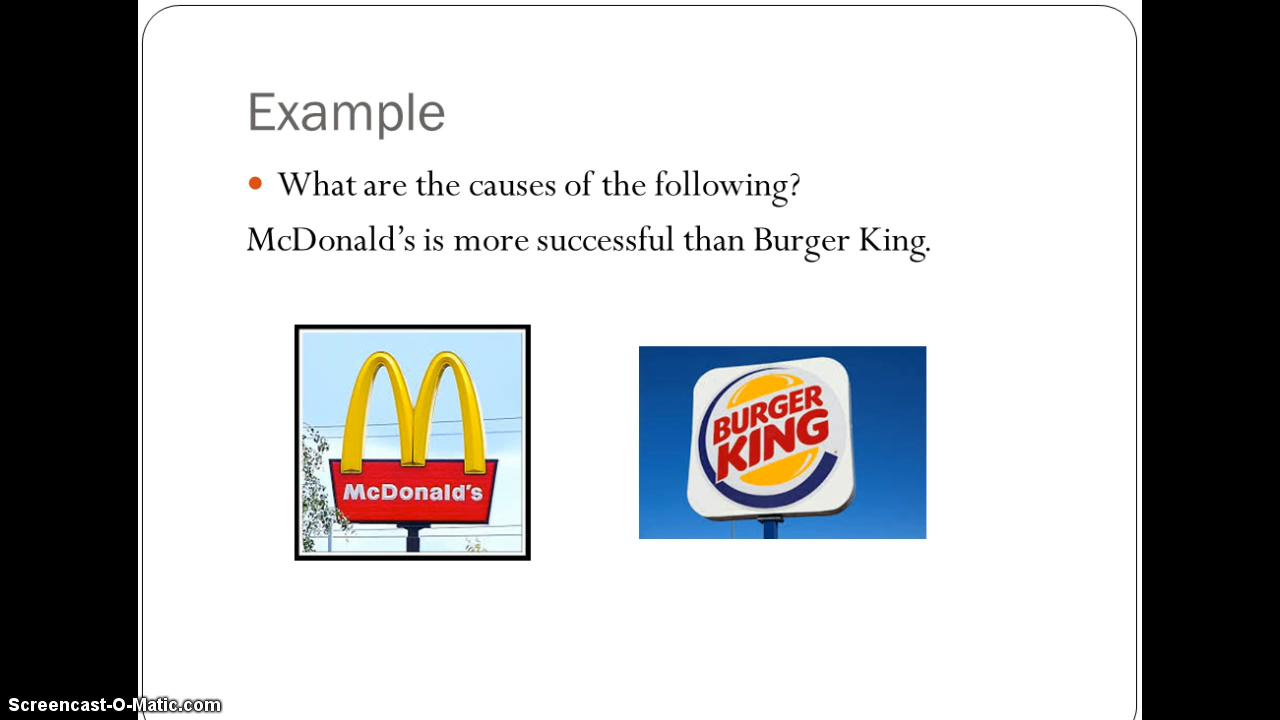 Example
What are the causes of the following?
McDonald's is more successful than Burger King.
McDonald's
BURGER
KING
Screencast-O-Matic.com